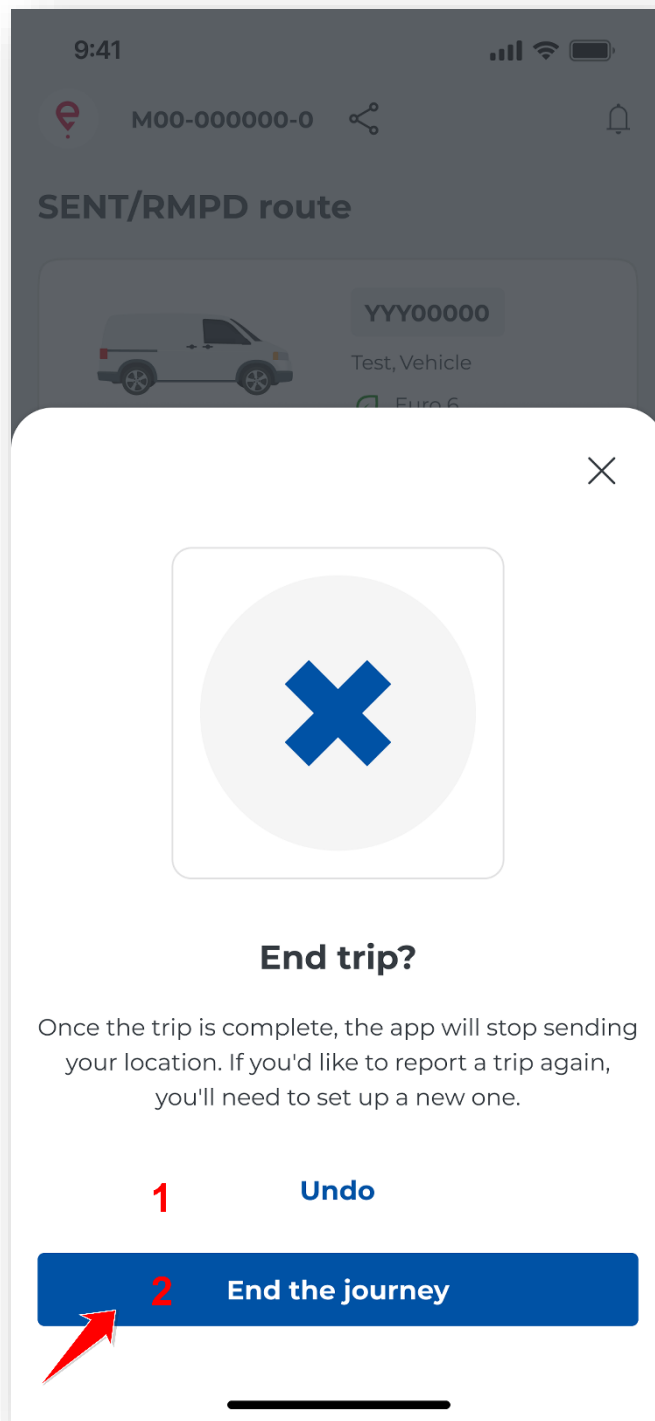 9:41
M00-000000-0
SENT/RMPD route
YYY00000
Test, Vehicle
Euro 6
End trip?
Once the trip is complete, the app will stop sending
your location. If you'd like to report a trip again,
you'll need to set up a new one.
1 Undo
2 End the journey